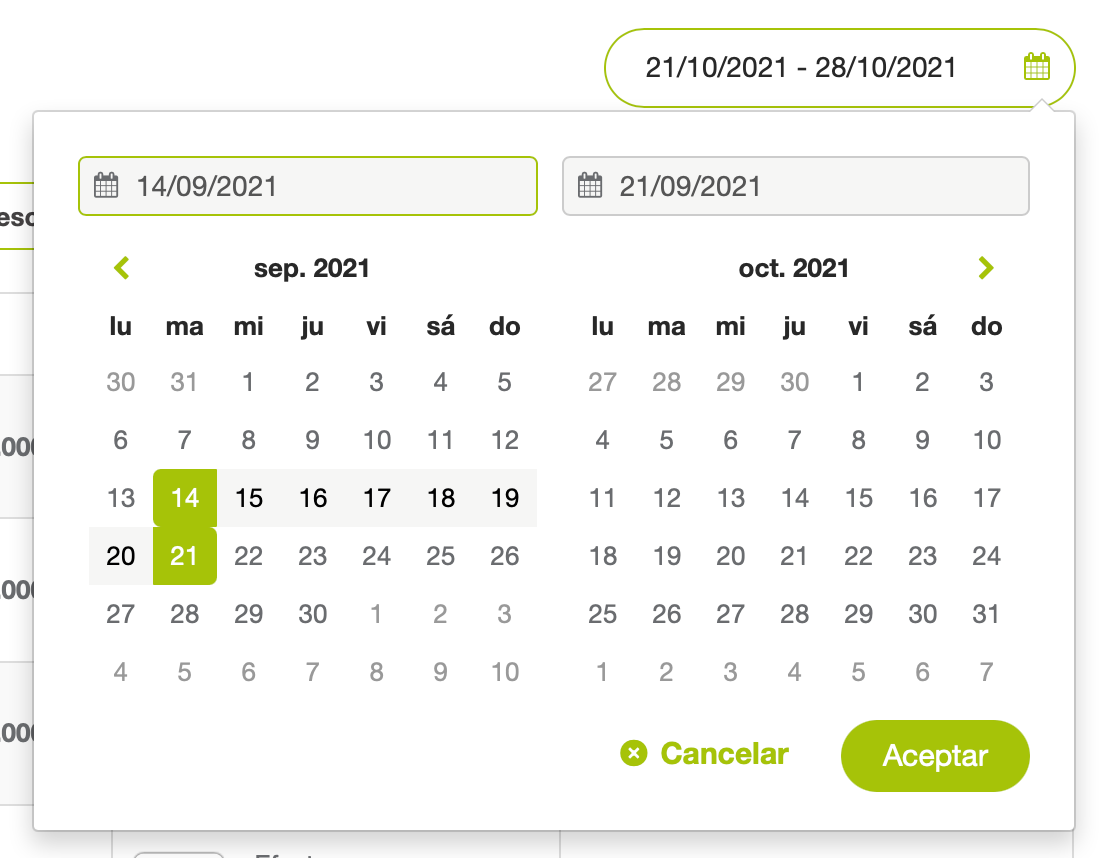 21/10/2021 - 28/10/2021
14/09/2021 21/09/2021
sep. 2021 oct. 2021
lu ma mi ju vi sá do lu ma mi ju vi sá do
30 31 1 2 3 4 5 27 28 29 30 1 2 3
6 7 8 9 10 11 12 4 5 6 7 8 9 10
13 14 15 16 17 18 19 11 12 13 14 15 16 17
20 21 22 23 24 25 26 18 19 20 21 22 23 24
27 28 29 30 1 2 3 25 26 27 28 29 30 31
4 5 6 7 8 9 10 1 2 3 4 5 6 7
Cancelar Aceptar